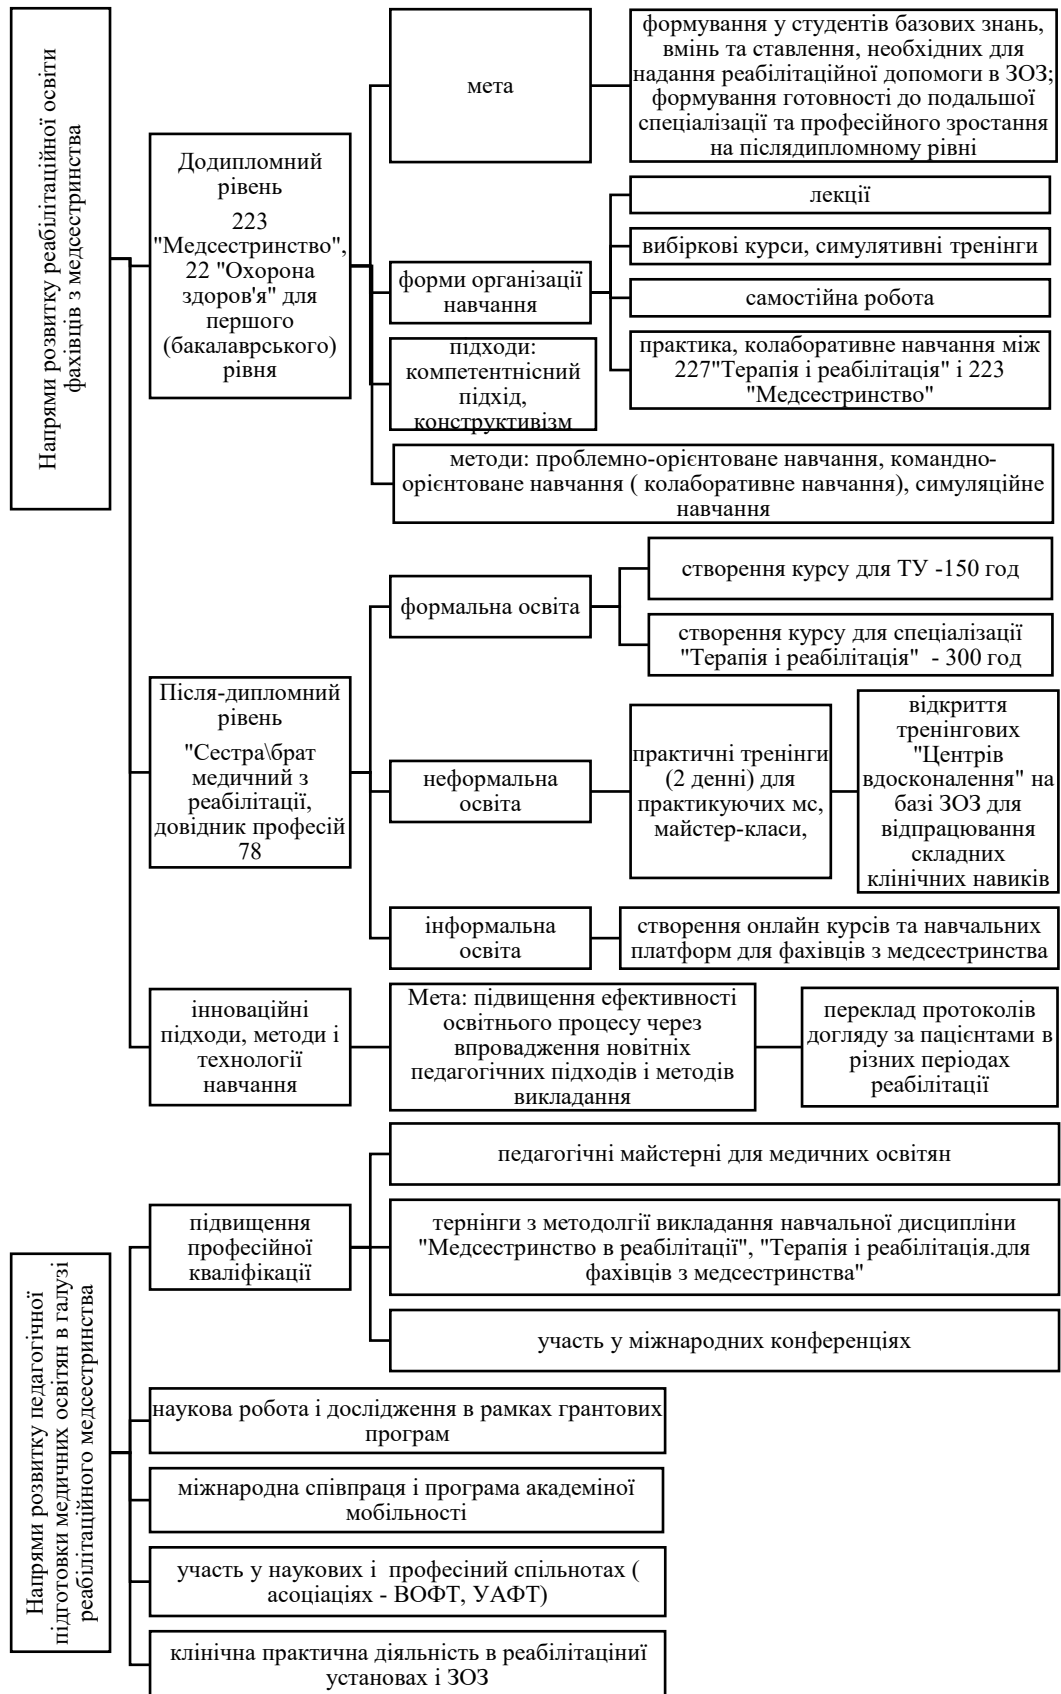 Напрями розвитку реабілітаційної освіти
фахівців з медсестринства
Додипломний
рівень
223
"Медсестринство",
22 "Охорона
здоров'я" для
першого
(бакалаврського)
рівня
мета
формування у студентів базових знань,
вмінь та ставлення, необхідних для
надання реабілітаційної допомоги в ЗОЗ;
формування готовності до подальшої
спеціалізації та професійного зростання
на післядипломному рівні
форми організації
навчання
лекції
вибіркові курси, симулятивні тренінги
самостійна робота
практика, колаборативне навчання між
227"Терапія і реабілітація" і 223
"Медсестринство"
підходи:
компетентнісний
підхід,
конструктивізм
методи: проблемно-орієнтоване навчання, командно-
орієнтоване навчання ( колаборативне навчання), симуляційне
навчання
Після-дипломний
рівень
"Сестра\брат
медичний з
реабілітації,
довідник професій
78
формальна освіта
створення курсу для ТУ -150 год
створення курсу для спеціалізації
"Терапія і реабілітація"  - 300 год
неформальна
освіта
практичні тренінги
(2 денні) для
практикуючих мс,
майстер-класи,
відкриття
тренінгових
"Центрів
вдосконалення" на
базі ЗОЗ для
відпрацювання
складних
клінічних навиків
інформальна
освіта
створення онлайн курсів та навчальних
платформ для фахівців з медсестринства
інноваційні
підходи, методи і
технології
навчання
Мета: підвищення ефективності
освітнього процесу через
впровадження новітніх
педагогічних підходів і методів
викладання
переклад протоколів
догляду за пацієнтами в
різних періодах
реабілітації
Напрями розвитку педагогічної
підготовки медичних освітян в галузі
реабілітаційного медсестринства
підвищення
професійної
кваліфікації
педагогічні майстерні для медичних освітян
тернінги з методолгії викладання навчальної дисципліни
"Медсестринство в реабілітації", "Терапія і реабілітація.для
фахівців з медсестринства"
участь у міжнародних конференціях
наукова робота і дослідження в рамках грантових
програм
міжнародна співпраця і програма академіної
мобільності
участь у наукових і  професіний спільнотах (
асоціаціях - ВОФТ, УАФТ)
клінічна практична діяльність в реабілітаціниї
установах і ЗОЗ